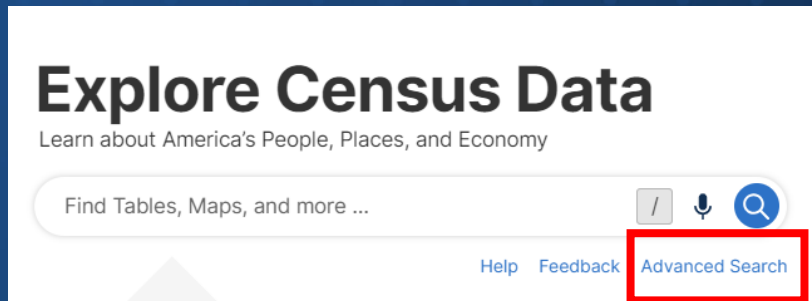 Explore Census Data
Learn about America's People, Places, and Economy
Find Tables, Maps, and more ... /
Help Feedback Advanced Search